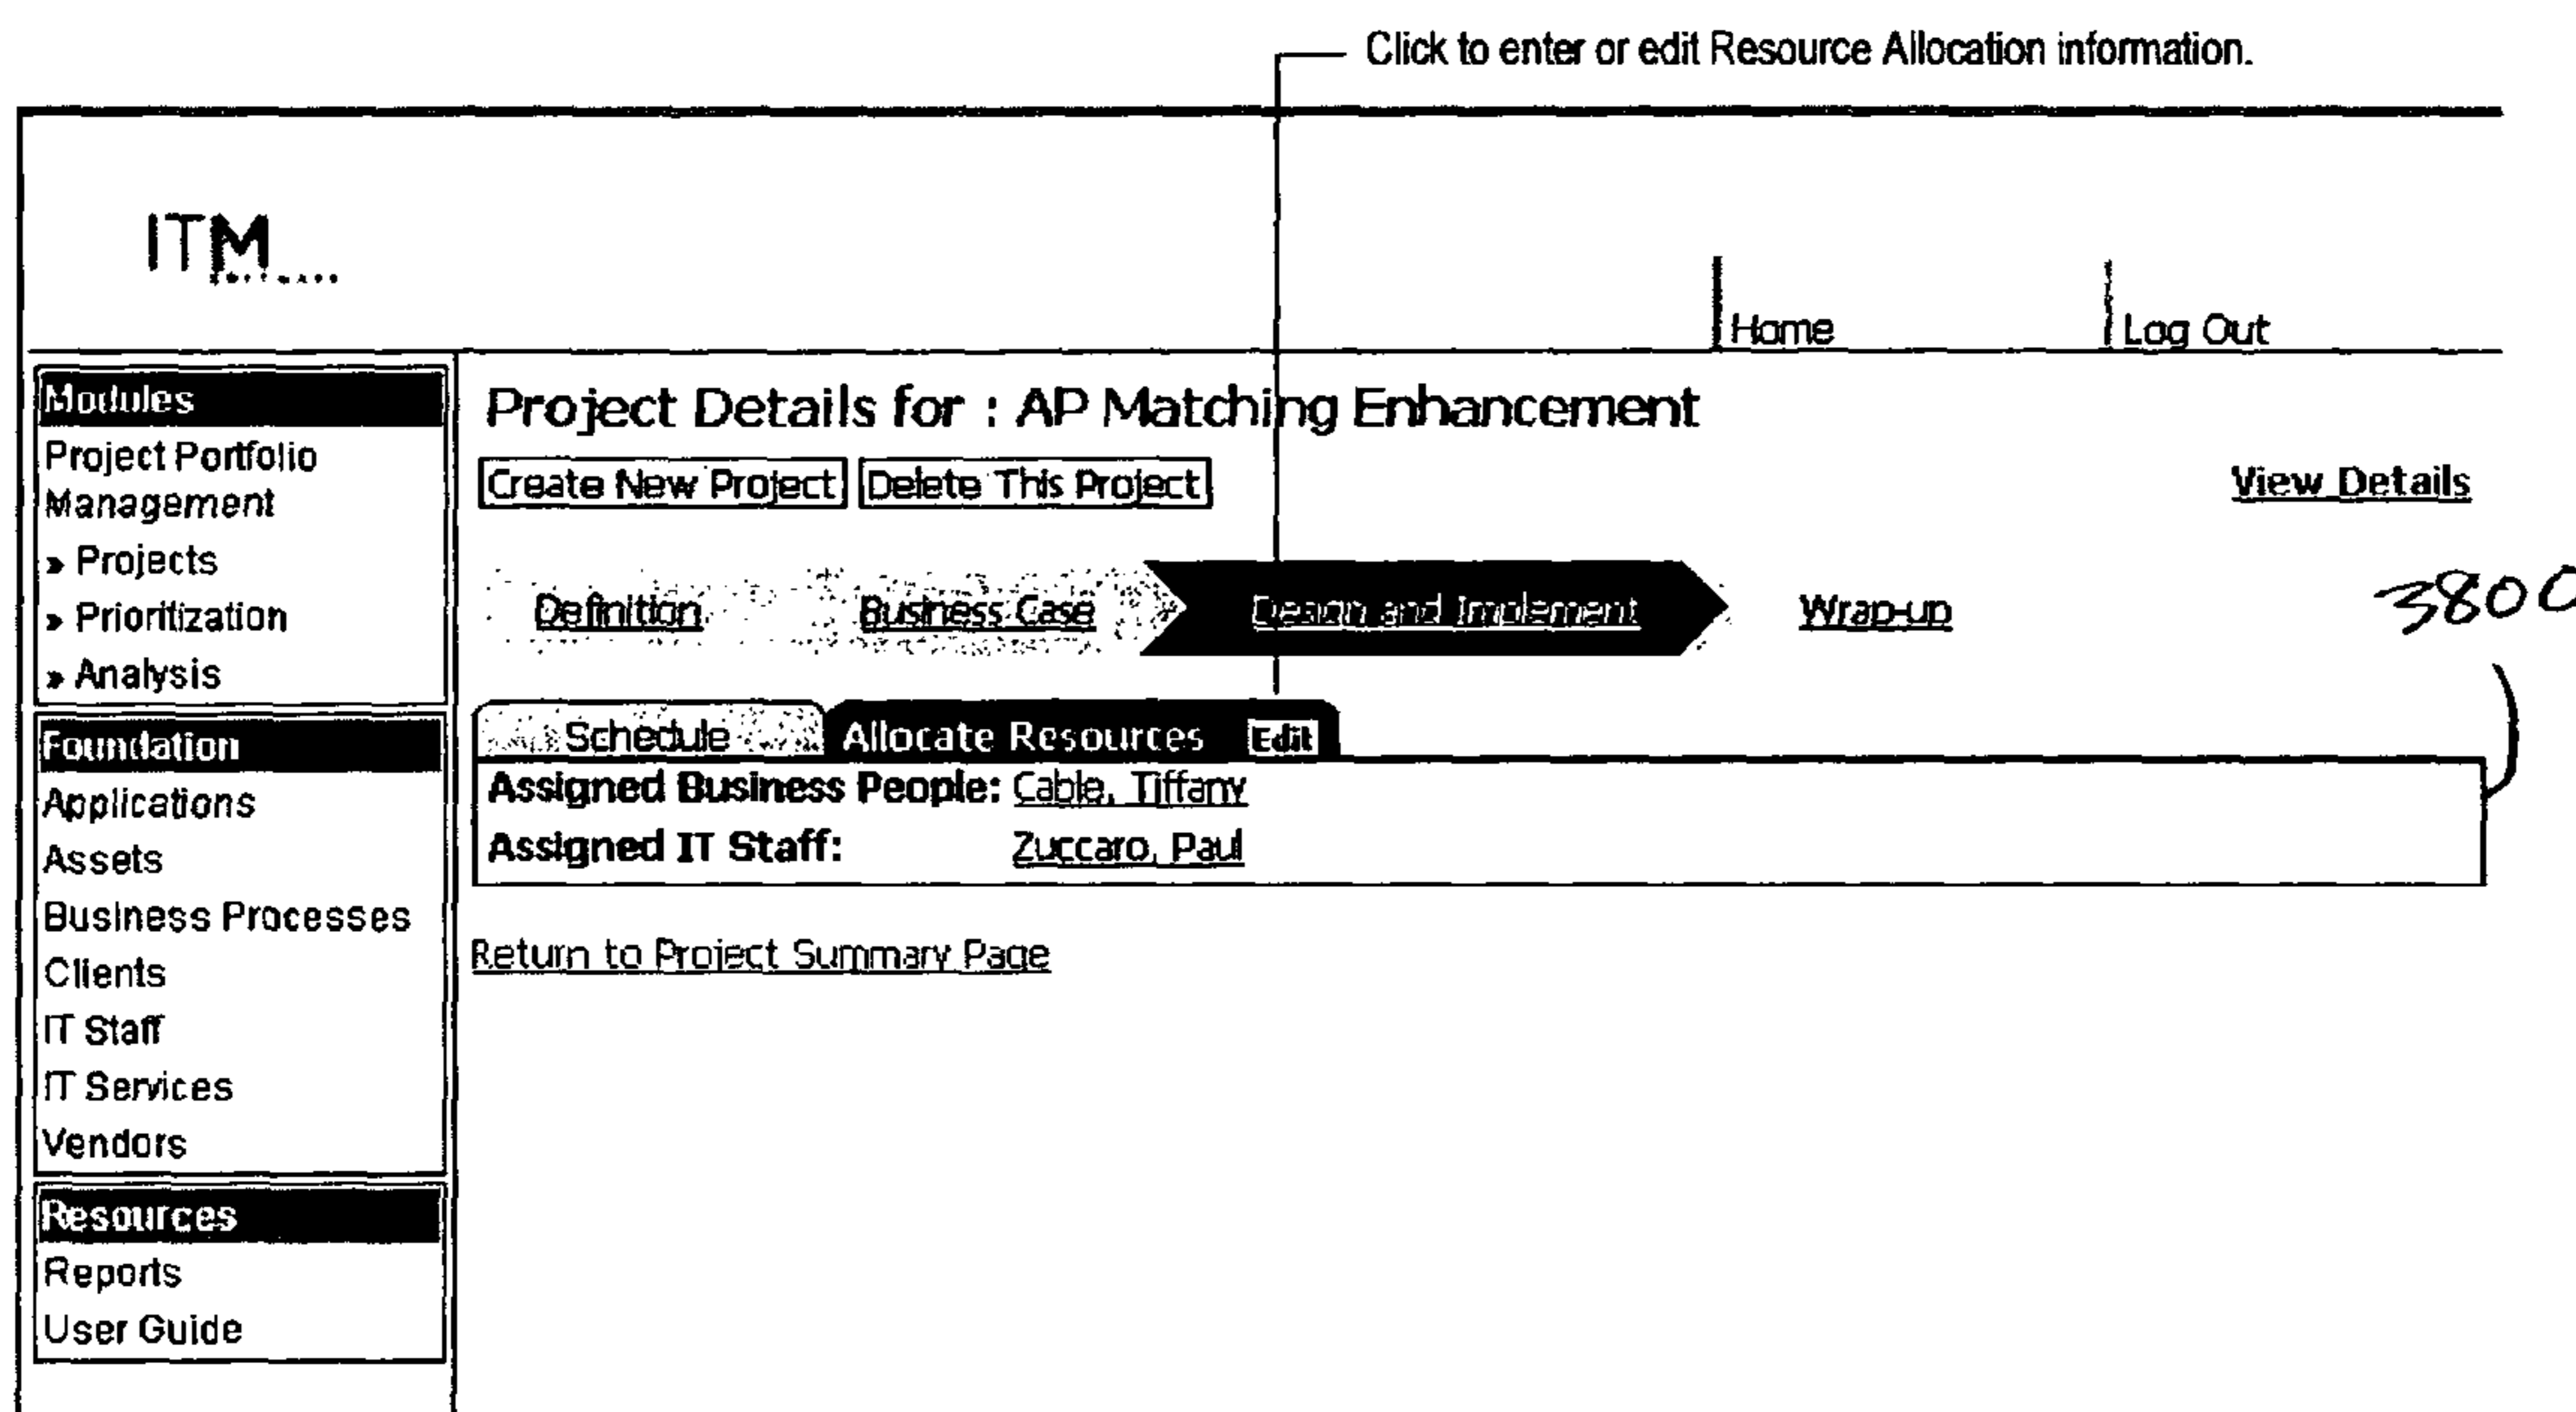 Click to enter or edit Resource Allocation information.
ITM
Home
Log Out
Modules
Project Portfolio
Management
» Projects
» Prioritization
» Analysis
Foundation
Applications
Assets
Business Processes
Clients
IT Staff
IT Services
Vendors
Resources
Reports
User Guide
Project Details for : AP Matching Enhancement
Create New Project Delete This Project
View Details
Definition Business Case Design and Implement Wrap-up
3800
Schedule Allocate Resources Edit
Assigned Business People: Cable, Tiffany
Assigned IT Staff: Zuccaro, Paul
Return to Project Summary Page